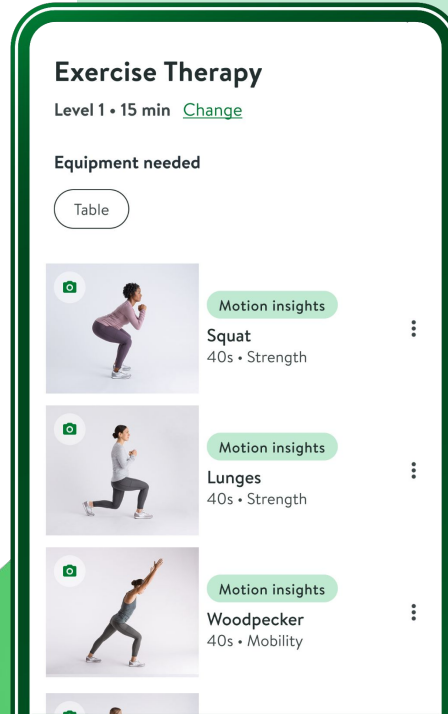 Exercise Therapy
Level 1 • 15 min Change
Equipment needed
Table
Motion insights
Squat
40s • Strength
Motion insights
Lunges
40s • Strength
Motion insights
Woodpecker
40s • Mobility